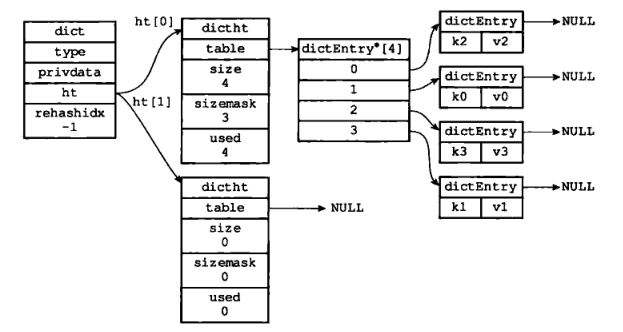 dict
type
privdata
ht
rehashidx
-1
ht[0]
ht[1]
dictht
table
size
4
sizemask
3
used
4
dictht
table
size
0
sizemask
0
used
0
NULL
dictEntry*[4]
0
1
2
3
dictEntry
k2 v2
NULL
dictEntry
k0 v0
NULL
dictEntry
k3 v3
NULL
dictEntry
k1 v1
NULL